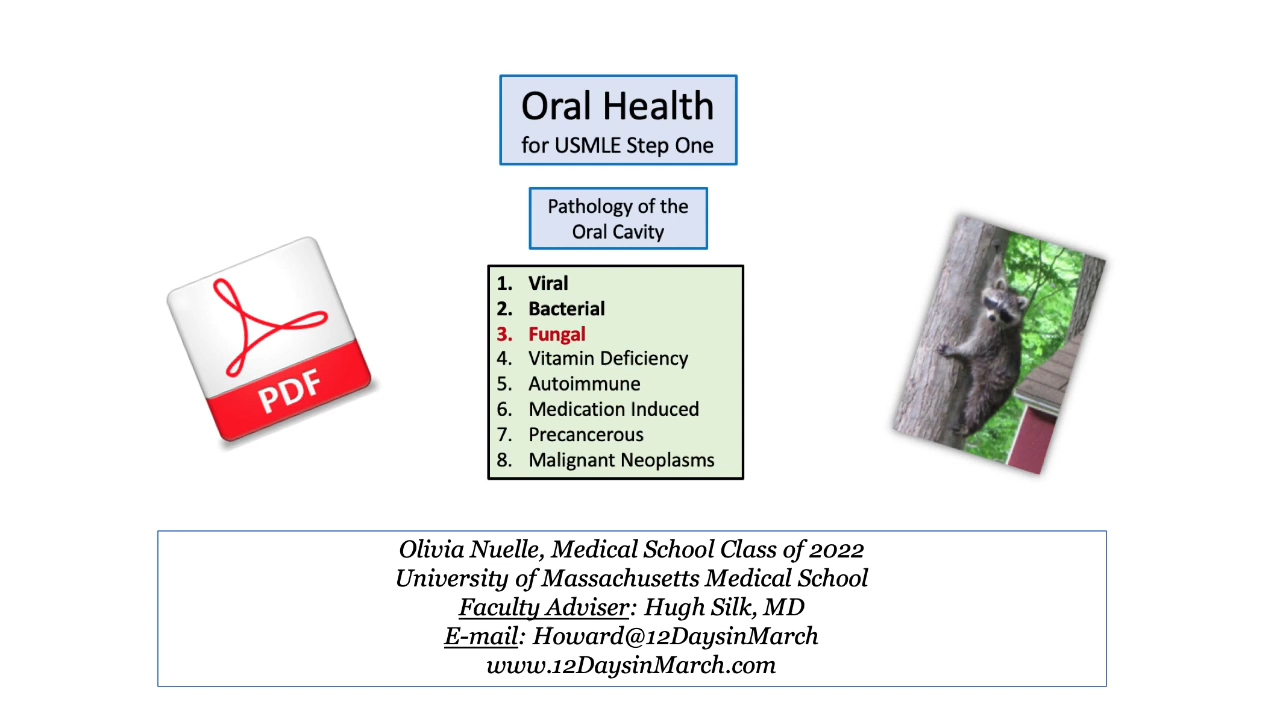 Oral Health
for USMLE Step One
Pathology of the
Oral Cavity
1. Viral
2. Bacterial
3. Fungal
4. Vitamin Deficiency
5. Autoimmune
6. Medication Induced
7. Precancerous
8. Malignant Neoplasms
PDF
Olivia Nuelle, Medical School Class of 2022
University of Massachusetts Medical School
Faculty Adviser: Hugh Silk, MD
E-mail: Howard@12DaysinMarch
www.12DaysinMarch.com